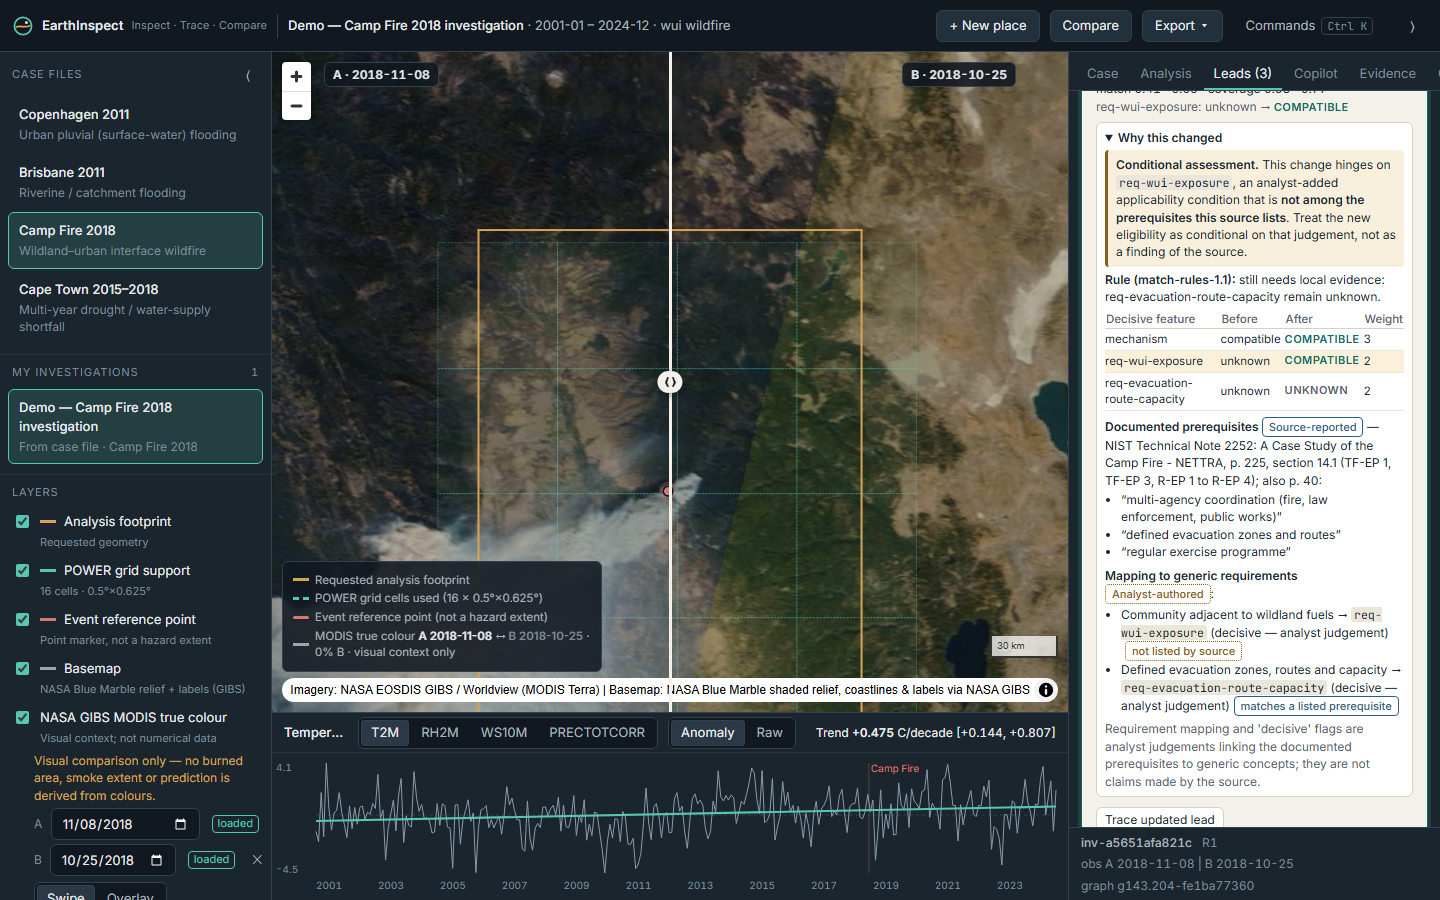 EarthInspect Inspect · Trace · Compare
Demo — Camp Fire 2018 investigation · 2001-01 – 2024-12 · wui wildfire
+ New place
Compare
Export
Commands Ctrl K
CASE FILES
Copenhagen 2011
Urban pluvial (surface-water) flooding
Brisbane 2011
Riverine / catchment flooding
Camp Fire 2018
Wildland–urban interface wildfire
Cape Town 2015–2018
Multi-year drought / water-supply
shortfall
MY INVESTIGATIONS 1
Demo — Camp Fire 2018
investigation
From case file · Camp Fire 2018
LAYERS
Analysis footprint
Requested geometry
POWER grid support
16 cells · 0.5°×0.625°
Event reference point
Point marker, not a hazard extent
Basemap
NASA Blue Marble relief + labels (GIBS)
NASA GIBS MODIS true colour
Visual context; not numerical data
Visual comparison only — no burned
area, smoke extent or prediction is
derived from colours.
A 11/08/2018 loaded
B 10/25/2018 loaded ×
Swipe Overlay
+
−
A · 2018-11-08
B · 2018-10-25
Requested analysis footprint
POWER grid cells used (16 × 0.5°×0.625°)
Event reference point (not a hazard extent)
MODIS true colour A 2018-11-08 ↔ B 2018-10-25 ·
0% B · visual context only
30 km
Imagery: NASA EOSDIS GIBS / Worldview (MODIS Terra) | Basemap: NASA Blue Marble shaded relief, coastlines & labels via NASA GIBS
Temper... T2M RH2M WS10M PRECTOTCORR Anomaly Raw Trend +0.475 C/decade [+0.144, +0.807]
4.1
Camp Fire
-4.5
2001 2003 2005 2007 2009 2011 2013 2015 2017 2019 2021 2023
Case Analysis Leads (3) Copilot Evidence
req-wui-exposure: unknown → COMPATIBLE
▼ Why this changed
Conditional assessment. This change hinges on
req-wui-exposure, an analyst-added
applicability condition that is not among the
prerequisites this source lists. Treat the new
eligibility as conditional on that judgement, not as
a finding of the source.
Rule (match-rules-1.1): still needs local evidence:
req-evacuation-route-capacity remain unknown.
Decisive feature Before After Weight
mechanism compatible COMPATIBLE 3
req-wui-exposure unknown COMPATIBLE 2
req-evacuation-
route-capacity unknown UNKNOWN 2
Documented prerequisites Source-reported —
NIST Technical Note 2252: A Case Study of the
Camp Fire - NETTRA, p. 225, section 14.1 (TF-EP 1,
TF-EP 3, R-EP 1 to R-EP 4); also p. 40:
• “multi-agency coordination (fire, law
enforcement, public works)”
• “defined evacuation zones and routes”
• “regular exercise programme”
Mapping to generic requirements
Analyst-authored :
• Community adjacent to wildland fuels → req-
wui-exposure (decisive — analyst judgement)
not listed by source
• Defined evacuation zones, routes and capacity →
req-evacuation-route-capacity (decisive —
analyst judgement) matches a listed prerequisite
Requirement mapping and 'decisive' flags are
analyst judgements linking the documented
prerequisites to generic concepts; they are not
claims made by the source.
Trace updated lead
inv-a5651afa821c R1
obs A 2018-11-08 | B 2018-10-25
graph g143.204-fe1ba77360